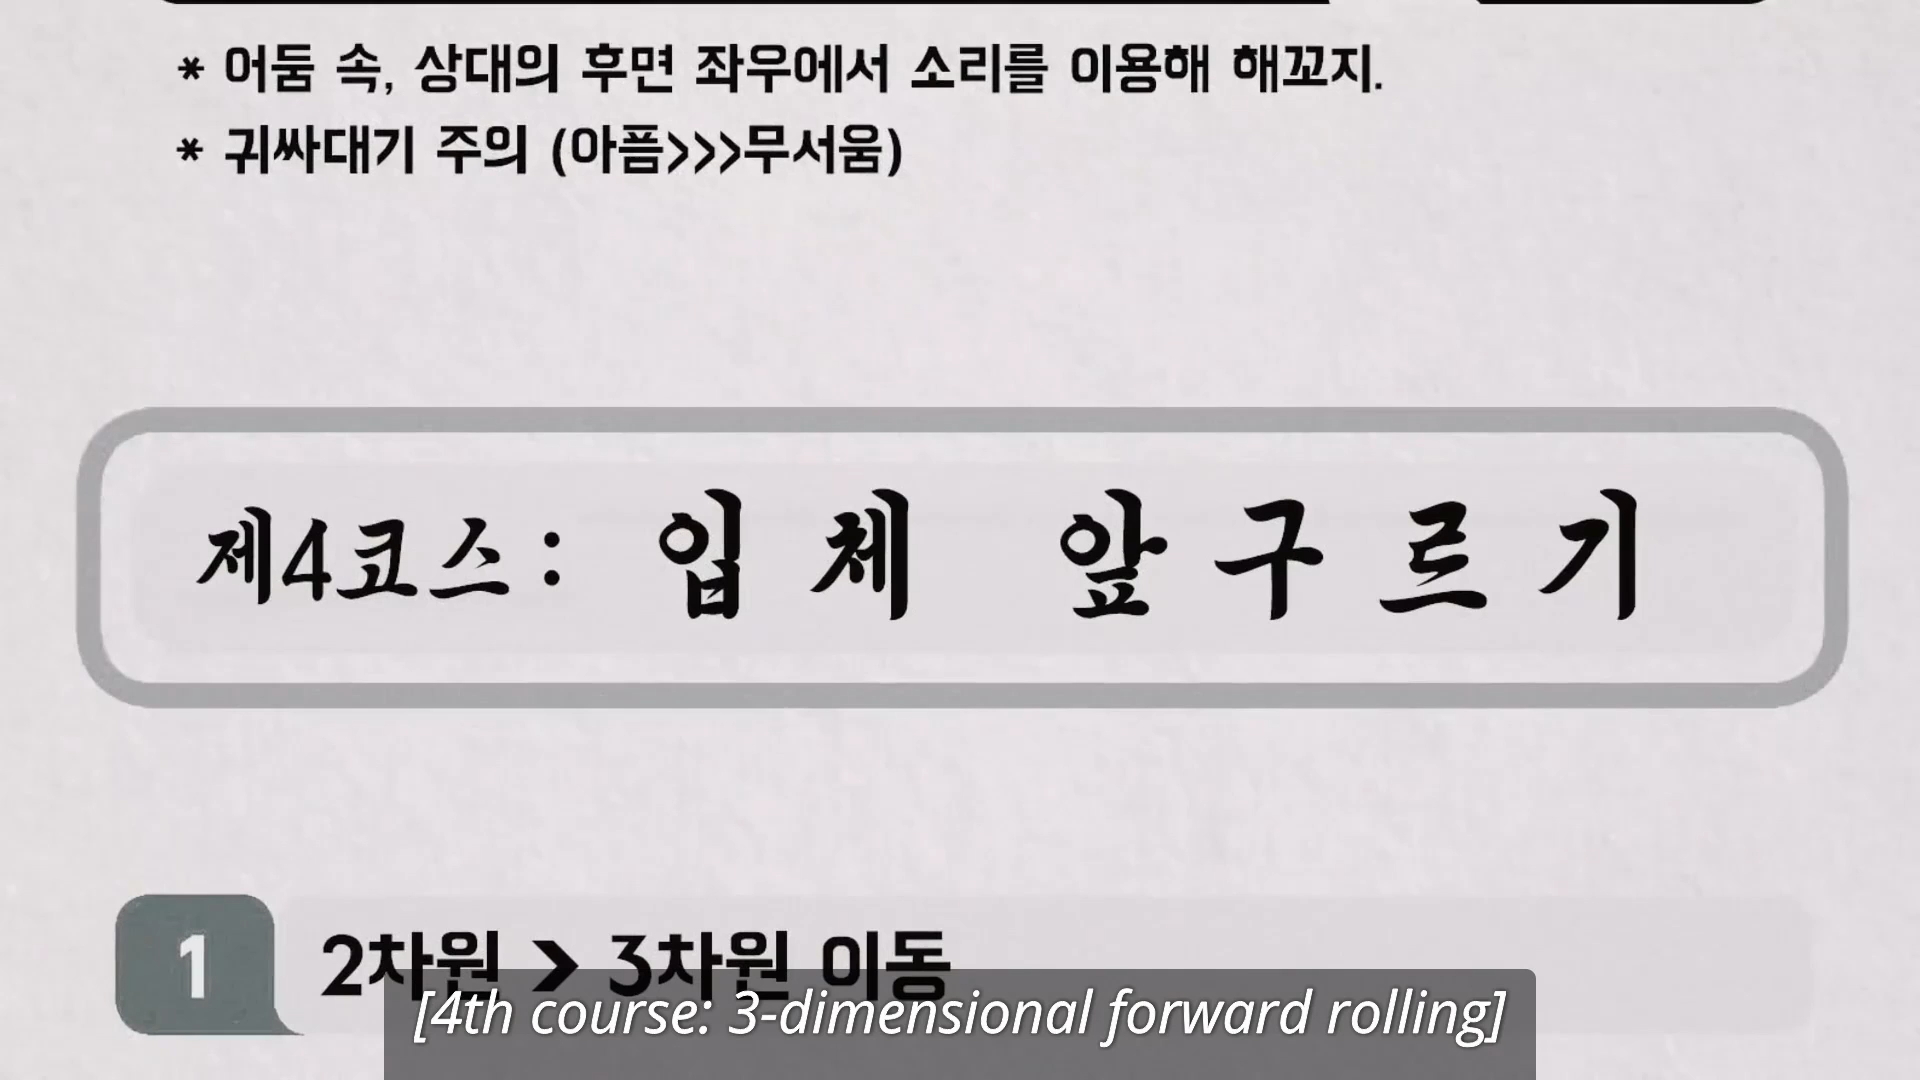 * 어둠 속, 상대의 후면 좌우에서 소리를 이용해 해꼬지.
* 귀싸대기 주의 (아픔>>>무서움)
제4코스: 입체 앞구르기
1 2차원 > 3차원 이동
[4th course: 3-dimensional forward rolling]